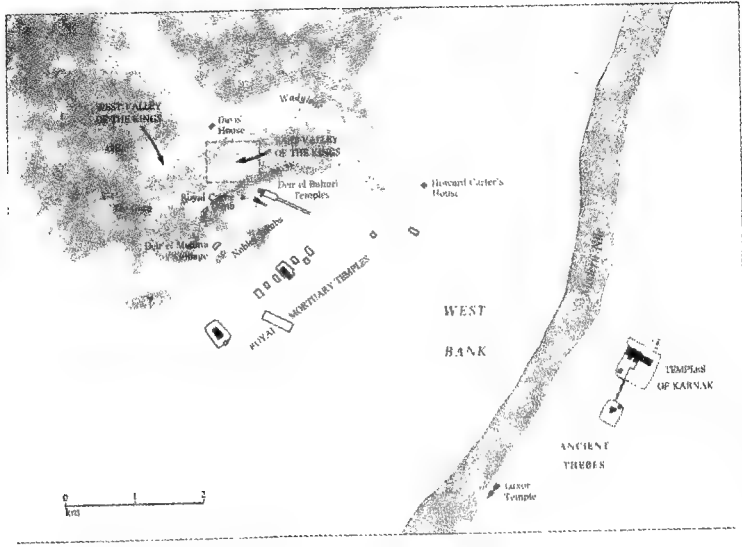 WEST VALLEY
OF THE KINGS
Davis'
House
EAST VALLEY
OF THE KINGS
Deir el Bahari
Temples
Royal Cache
Tomb
Howard Carter's
House
Deir el Medina
Village
Nobles' Tombs
ROYAL MORTUARY TEMPLES
WEST
BANK
TEMPLES
OF KARNAK
ANCIENT
THEBES
Luxor
Temple
0 1 2
km